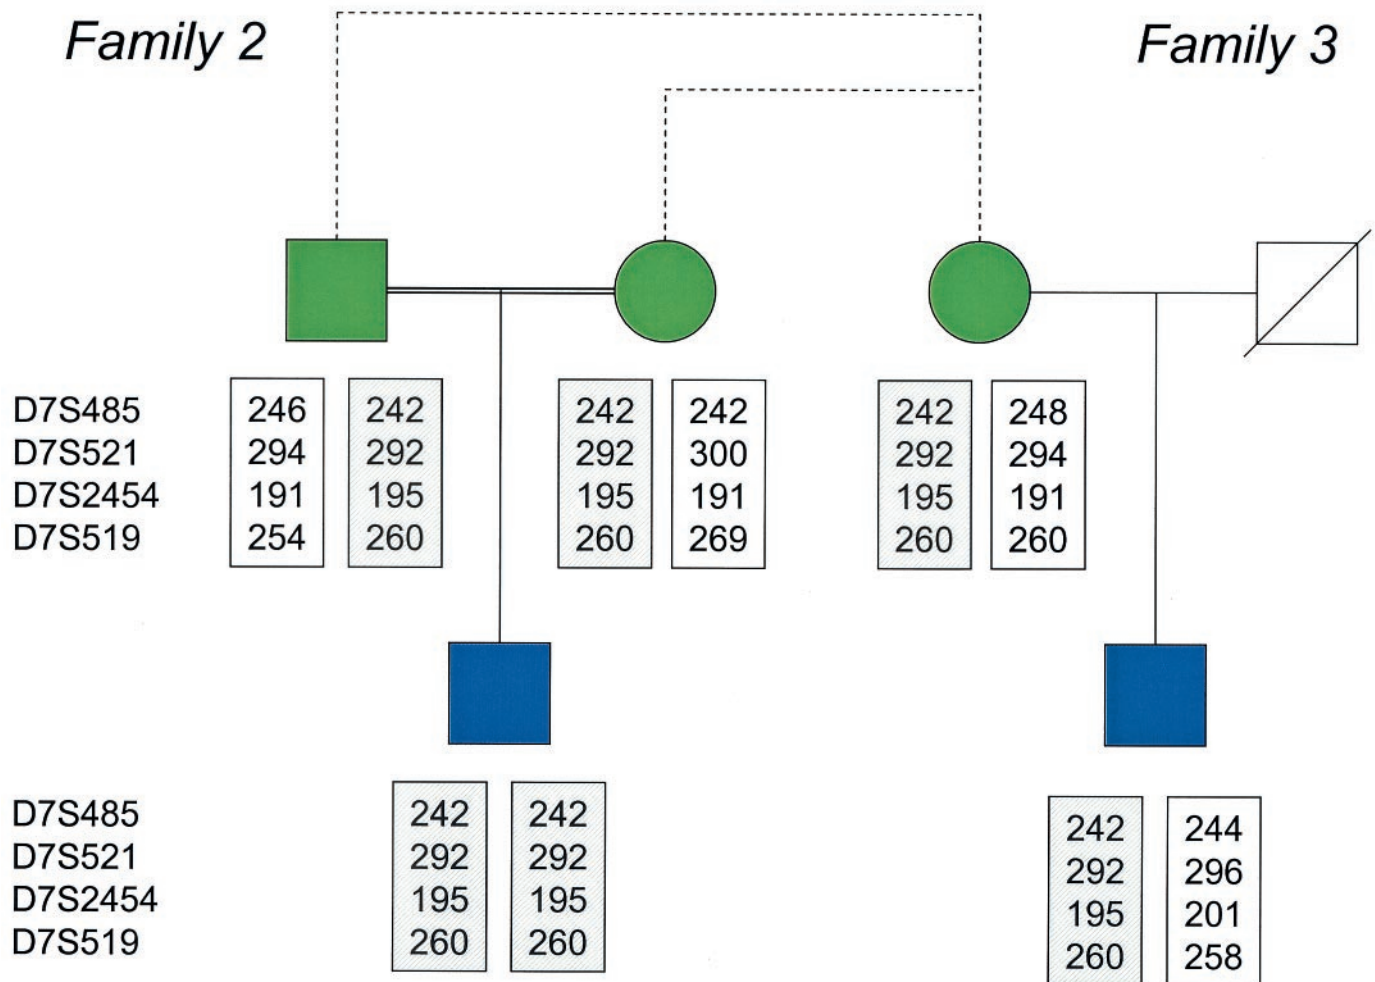 Family 2 Family 3
D7S485 246 242 242 242 242 248
D7S521 294 292 292 300 292 294
D7S2454 191 195 195 191 195 191
D7S519 254 260 260 269 260 260
D7S485 242 242 242 244
D7S521 292 292 292 296
D7S2454 195 195 195 201
D7S519 260 260 260 258